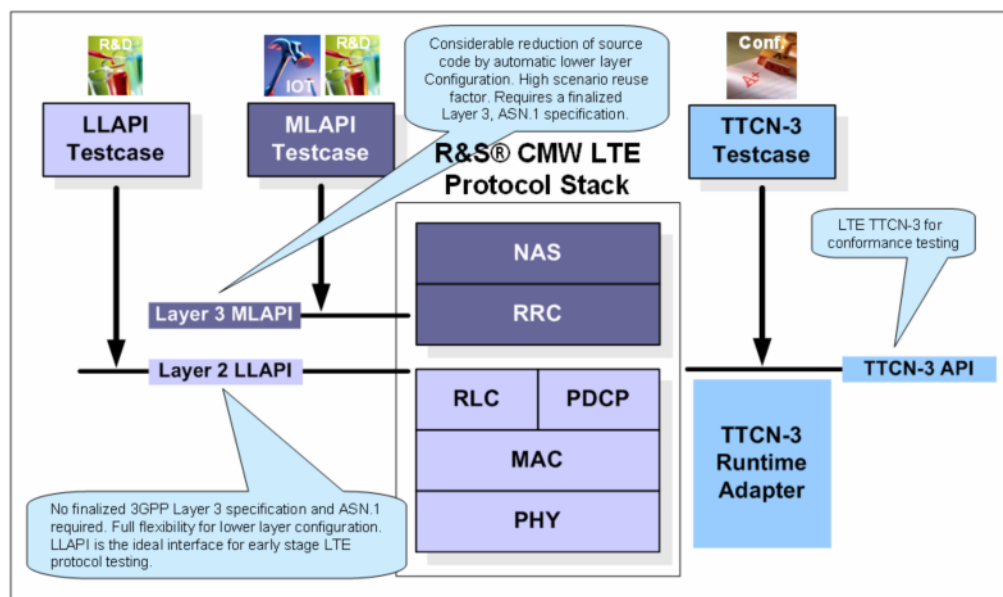 R&D
IOT
R&D
Conf.
Considerable reduction of source
code by automatic lower layer
Configuration. High scenario reuse
factor. Requires a finalized
Layer 3, ASN.1 specification.
LLAPI
Testcase
MLAPI
Testcase
TTCN-3
Testcase
R&S® CMW LTE
Protocol Stack
LTE TTCN-3 for
conformance testing
NAS
RRC
Layer 3 MLAPI
Layer 2 LLAPI
TTCN-3 API
RLC
PDCP
MAC
PHY
TTCN-3
Runtime
Adapter
No finalized 3GPP Layer 3 specification and ASN.1
required. Full flexibility for lower layer configuration.
LLAPI is the ideal interface for early stage LTE
protocol testing.